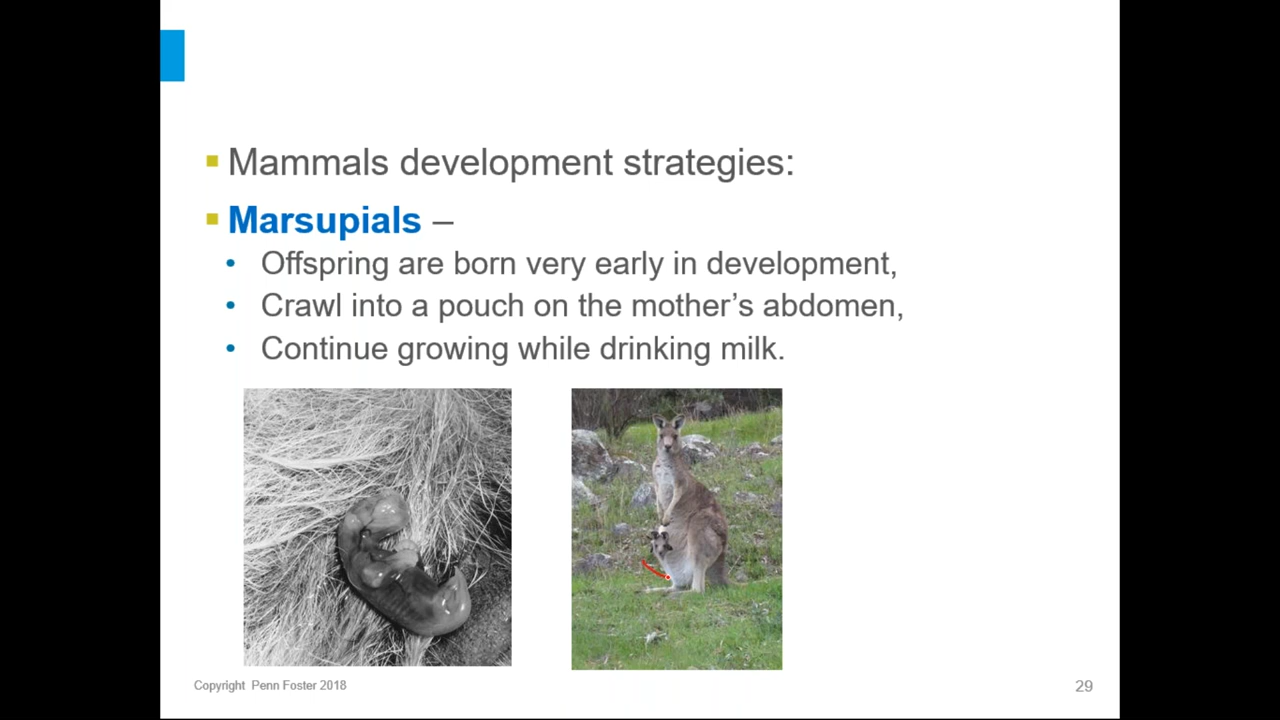 Mammals development strategies:
Marsupials –
Offspring are born very early in development,
Crawl into a pouch on the mother’s abdomen,
Continue growing while drinking milk.
Copyright Penn Foster 2018
29